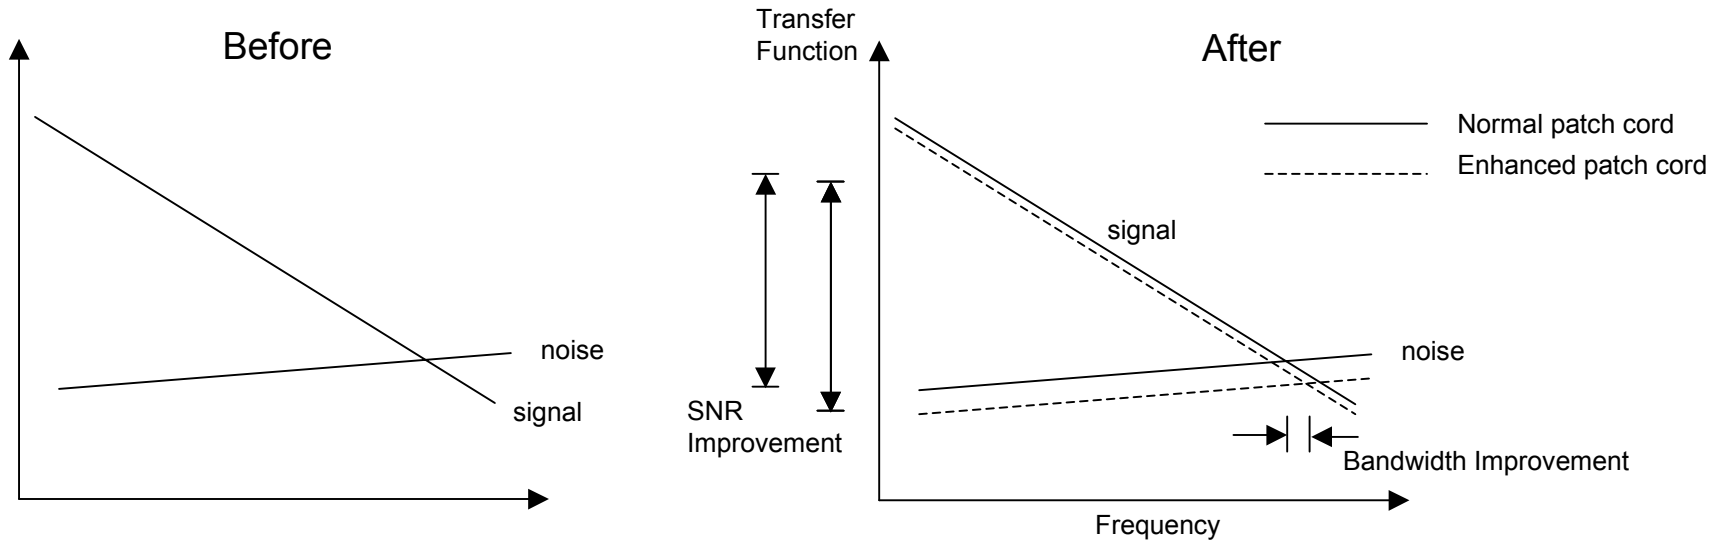 Before
noise
signal
Transfer
Function
After
Normal patch cord
Enhanced patch cord
signal
noise
SNR
Improvement
Bandwidth Improvement
Frequency